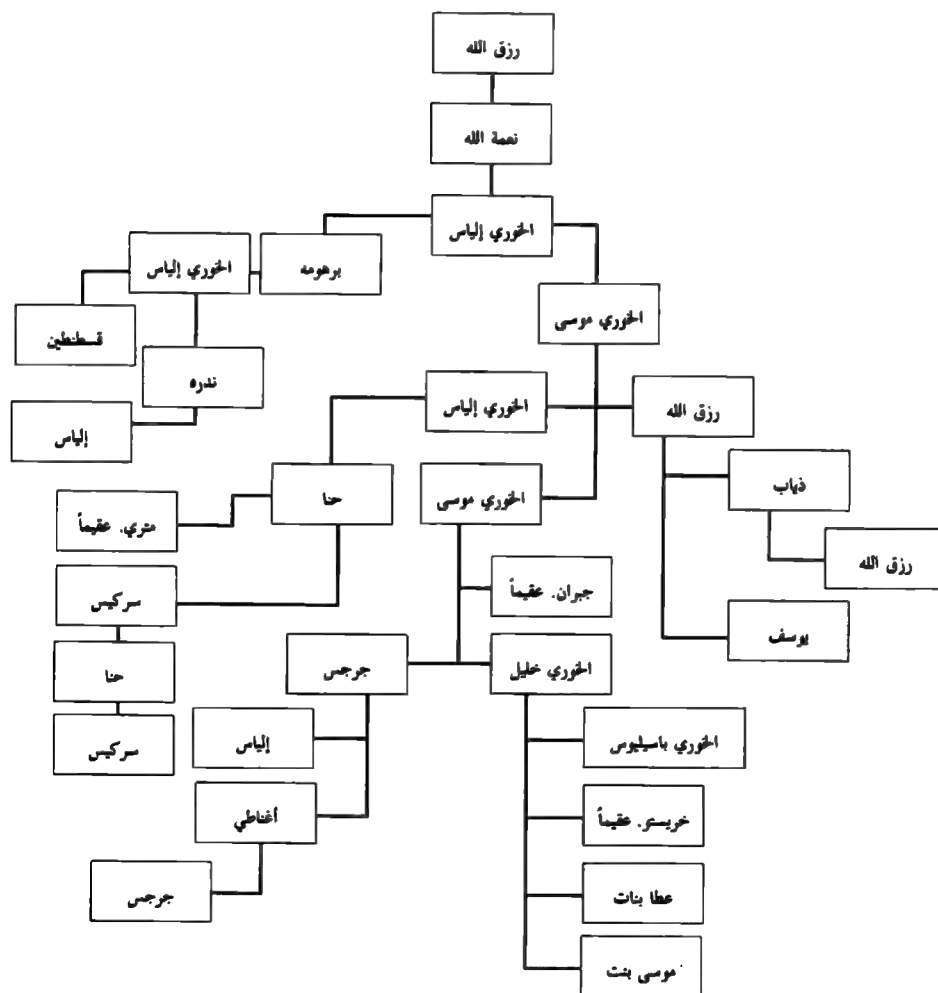 رزق الله
نعمة الله
الخوري إلياس
برهومه
الخوري إلياس
قسطنطين
ندره
إلياس
الخوري موسى
الخوري إلياس
رزق الله
حنا
الخوري موسى
ذياب
متري. عقيماً
رزق الله
جبران. عقيماً
سركيس
يوسف
جرجس
الخوري خليل
حنا
إلياس
الخوري باسيليوس
سركيس
أغناطي
خريستو. عقيماً
جرجس
عطا بنات
موسى بنت